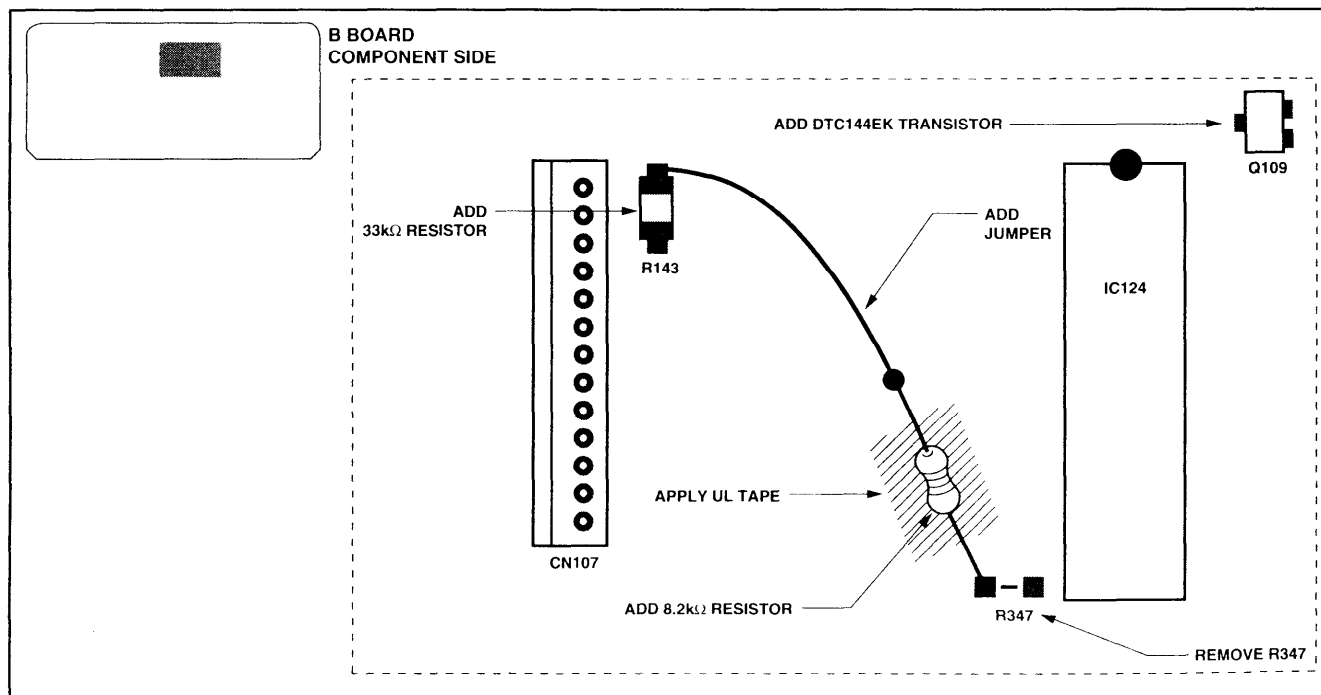 B BOARD
COMPONENT SIDE
ADD DTC144EK TRANSISTOR
Q109
ADD
33kΩ RESISTOR
R143
ADD
JUMPER
IC124
APPLY UL TAPE
CN107
ADD 8.2kΩ RESISTOR
R347
REMOVE R347